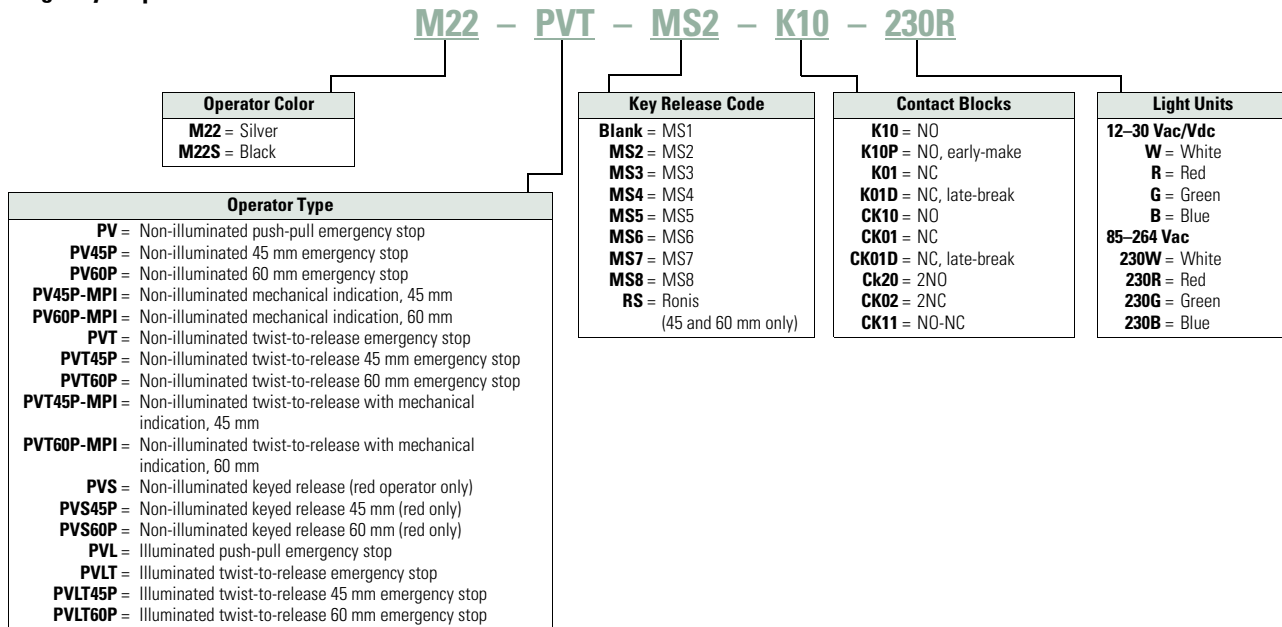 M22 – PVT – MS2 – K10 – 230R
Operator Color
M22 = Silver
M22S = Black
Operator Type
PV = Non-illuminated push-pull emergency stop
PV45P = Non-illuminated 45 mm emergency stop
PV60P = Non-illuminated 60 mm emergency stop
PV45P-MPI = Non-illuminated mechanical indication, 45 mm
PV60P-MPI = Non-illuminated mechanical indication, 60 mm
PVT = Non-illuminated twist-to-release emergency stop
PVT45P = Non-illuminated twist-to-release 45 mm emergency stop
PVT60P = Non-illuminated twist-to-release 60 mm emergency stop
PVT45P-MPI = Non-illuminated twist-to-release with mechanical
indication, 45 mm
PVT60P-MPI = Non-illuminated twist-to-release with mechanical
indication, 60 mm
PVS = Non-illuminated keyed release (red operator only)
PVS45P = Non-illuminated keyed release 45 mm (red only)
PVS60P = Non-illuminated keyed release 60 mm (red only)
PVL = Illuminated push-pull emergency stop
PVLT = Illuminated twist-to-release emergency stop
PVLT45P = Illuminated twist-to-release 45 mm emergency stop
PVLT60P = Illuminated twist-to-release 60 mm emergency stop
Key Release Code
Blank = MS1
MS2 = MS2
MS3 = MS3
MS4 = MS4
MS5 = MS5
MS6 = MS6
MS7 = MS7
MS8 = MS8
RS = Ronis
(45 and 60 mm only)
Contact Blocks
K10 = NO
K10P = NO, early-make
K01 = NC
K01D = NC, late-break
CK10 = NO
CK01 = NC
CK01D = NC, late-break
Ck20 = 2NO
CK02 = 2NC
CK11 = NO-NC
Light Units
12–30 Vac/Vdc
W = White
R = Red
G = Green
B = Blue
85–264 Vac
230W = White
230R = Red
230G = Green
230B = Blue